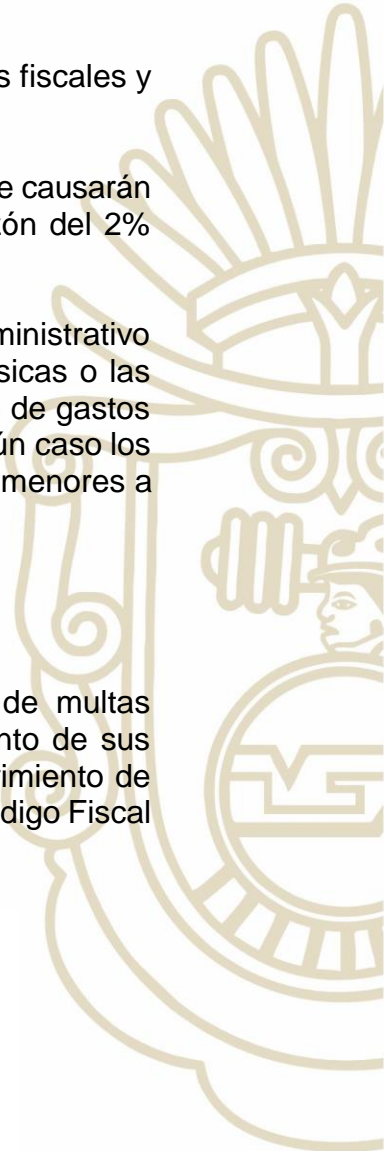 s fiscales y
e causarán
ón del 2%
ministrativo
sicas o las
de gastos
ún caso los
menores a
de multas
nto de sus
imiento de
digo Fiscal